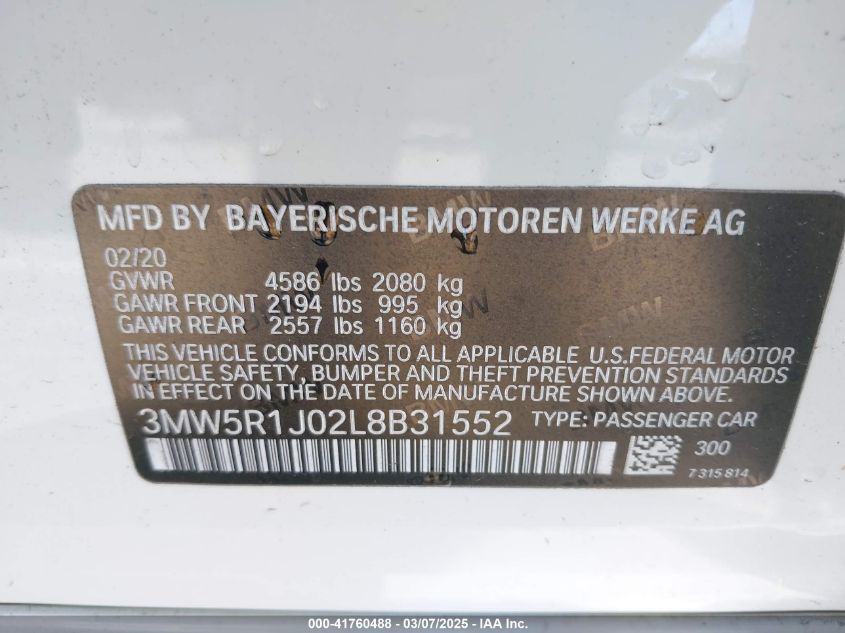 MFD BY BAYERISCHE MOTOREN WERKE AG
02/20
GVWR 4586 lbs 2080 kg
GAWR FRONT 2194 lbs 995 kg
GAWR REAR 2557 lbs 1160 kg
THIS VEHICLE CONFORMS TO ALL APPLICABLE U.S.FEDERAL MOTOR
VEHICLE SAFETY, BUMPER AND THEFT PREVENTION STANDARDS
IN EFFECT ON THE DATE OF MANUFACTURE SHOWN ABOVE.
3MW5R1J02L8B31552 TYPE: PASSENGER CAR
300
7 315 814
000-41760488 - 03/07/2025 - IAA Inc.